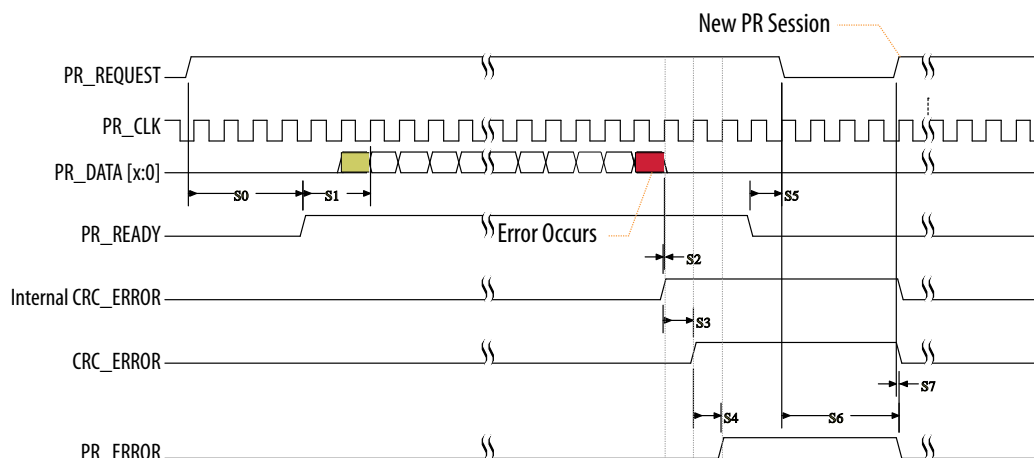 New PR Session
PR_REQUEST
PR_CLK
PR_DATA [x:0]
S0
S1
S5
PR_READY
Error Occurs
S2
Internal CRC_ERROR
S3
CRC_ERROR
S7
S4
S6
PR_ERROR